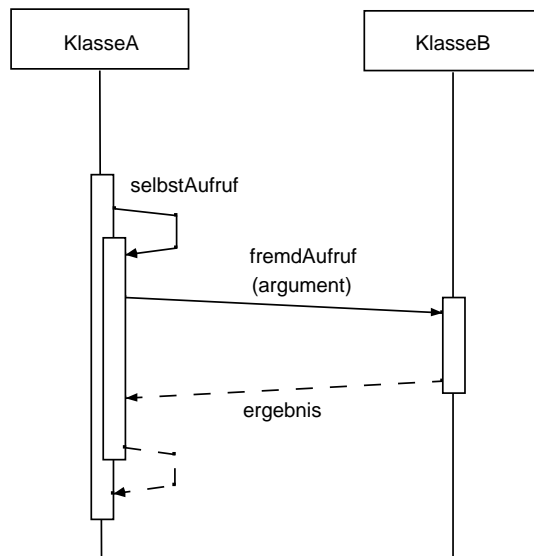 KlasseA
KlasseB
selbstAufruf
fremdAufruf
(argument)
ergebnis